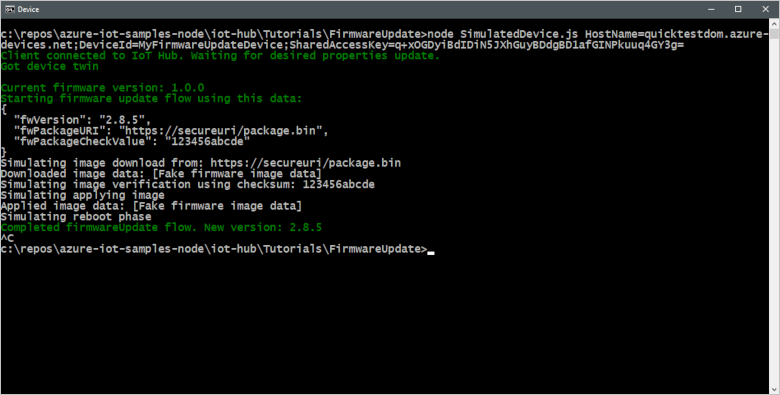 Device
c:\repos\azure-iot-samples-node\iot-hub\Tutorials\FirmwareUpdate>node SimulatedDevice.js HostName=quicktestdom.azure-
devices.net;DeviceId=MyFirmwareUpdateDevice;SharedAccessKey=q+xOGDyiBdIDiN5JXhGuyBDdgBD1afGINPkuuq4GY3g=
Client connected to IoT Hub. Waiting for desired properties update.
Got device twin
Current firmware version: 1.0.0
Starting firmware update flow using this data:
{
  "fwVersion": "2.8.5",
  "fwPackageURI": "https://secureuri/package.bin",
  "fwPackageCheckValue": "123456abcde"
}
Simulating image download from: https://secureuri/package.bin
Downloaded image data: [Fake firmware image data]
Simulating image verification using checksum: 123456abcde
Simulating applying image
Applied image data: [Fake firmware image data]
Simulating reboot phase
Completed firmwareUpdate flow. New version: 2.8.5
^C
c:\repos\azure-iot-samples-node\iot-hub\Tutorials\FirmwareUpdate>